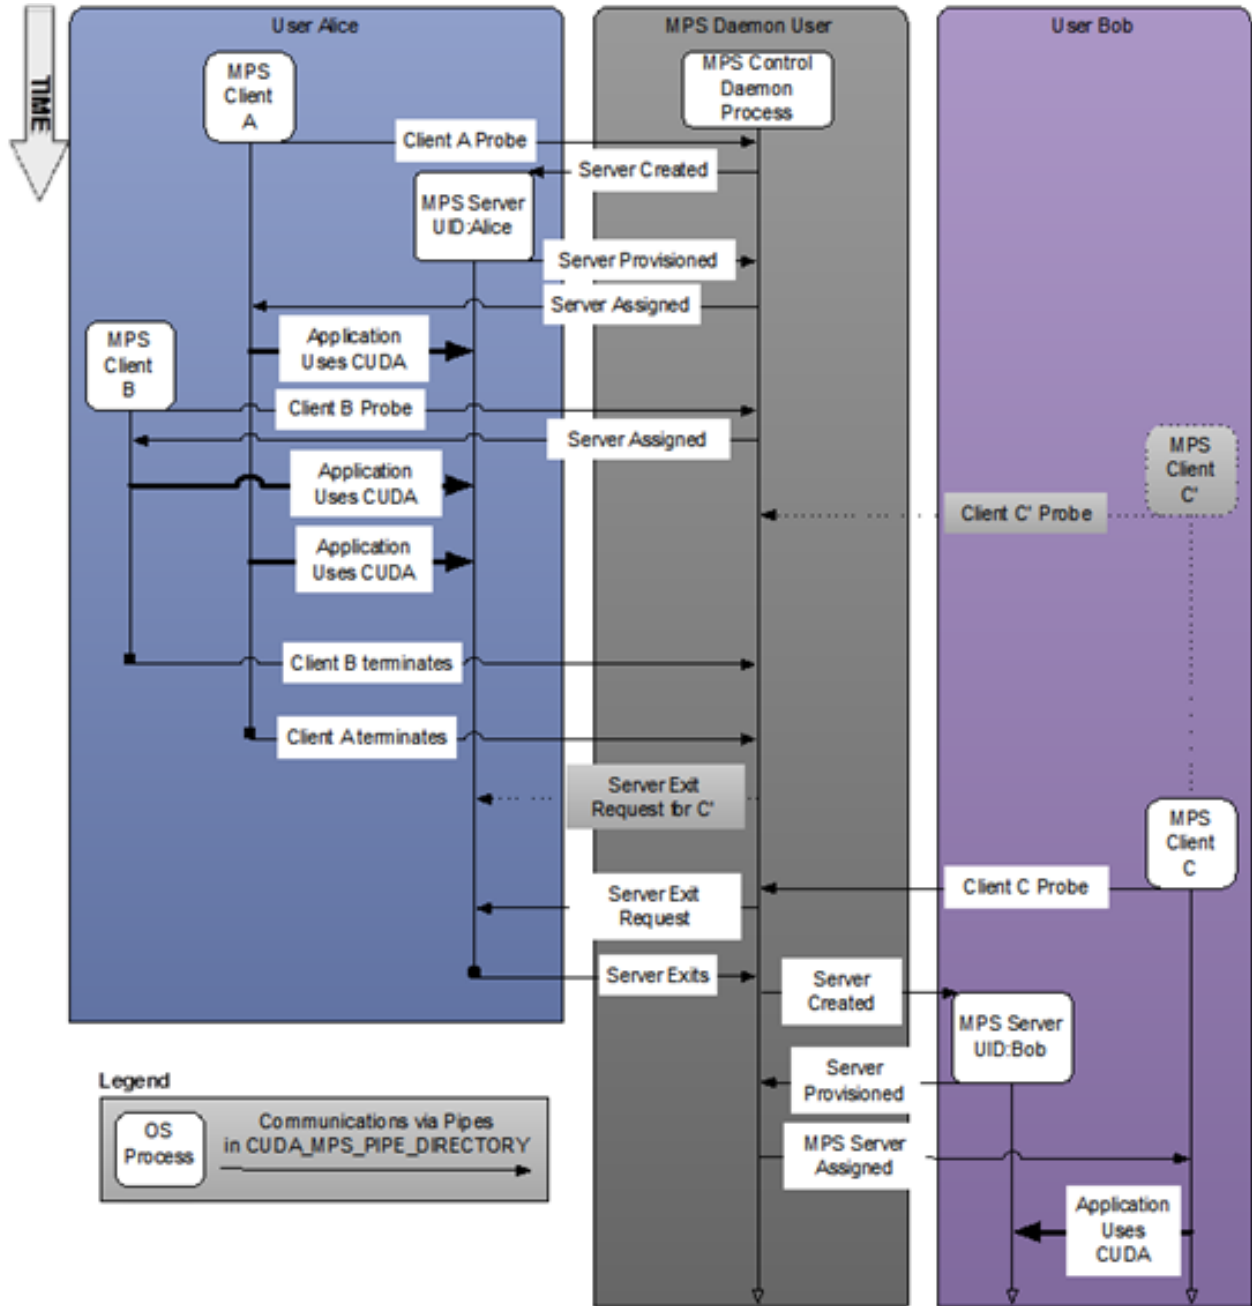 User Alice
MPS Daemon User
User Bob
TIME
MPS
Client
A
MPS Control
Daemon
Process
Client A Probe
Server Created
MPS Server
UID:Alice
Server Provisioned
Server Assigned
MPS
Client
B
Application
Uses CUDA
Client B Probe
Server Assigned
MPS
Client
C'
Application
Uses CUDA
Client C' Probe
Application
Uses CUDA
Client B terminates
Client A terminates
Server Exit
Request for C'
MPS
Client
C
Client C Probe
Server Exit
Request
Server Exits
Server
Created
MPS Server
UID:Bob
Server
Provisioned
MPS Server
Assigned
Application
Uses
CUDA
Legend
OS
Process
Communications via Pipes
in CUDA_MPS_PIPE_DIRECTORY